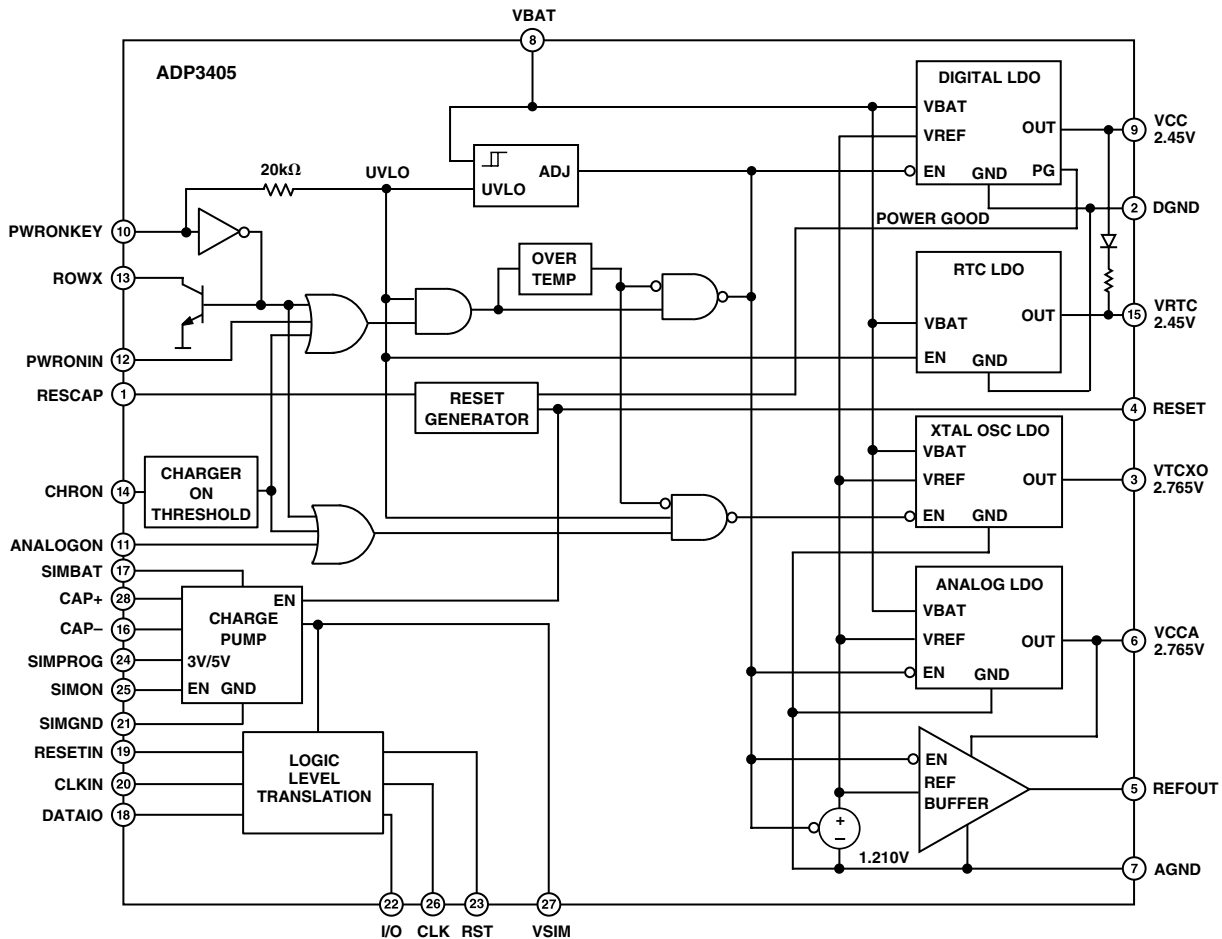 VBAT
8
ADP3405
DIGITAL LDO
VBAT
VREF
OUT
EN
GND
PG
VCC
9
2.45V
20kΩ
UVLO
UVLO
ADJ
PWRONKEY
10
POWER GOOD
2
DGND
ROWX
13
OVER
TEMP
RTC LDO
VBAT
OUT
EN
GND
VRTC
15
2.45V
PWRONIN
12
RESCAP
1
RESET
GENERATOR
4
RESET
XTAL OSC LDO
VBAT
VREF
OUT
EN
GND
VTCXO
3
2.765V
CHRON
14
CHARGER
ON
THRESHOLD
ANALOGON
11
SIMBAT
17
CAP+
28
CAP–
16
SIMPROG
24
SIMON
25
SIMGND
21
EN
CHARGE
PUMP
3V/5V
EN GND
ANALOG LDO
VBAT
VREF
OUT
EN
GND
VCCA
6
2.765V
RESETIN
19
CLKIN
20
DATAIO
18
LOGIC
LEVEL
TRANSLATION
EN
REF
BUFFER
5
REFOUT
+
–
1.210V
7
AGND
22
26
23
27
I/O
CLK
RST
VSIM